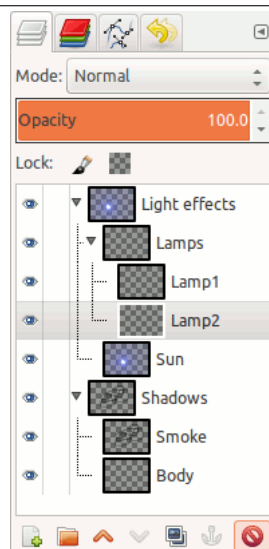 Mode: Normal
Opacity 100.0
Lock:
Light effects
Lamps
Lamp1
Lamp2
Sun
Shadows
Smoke
Body